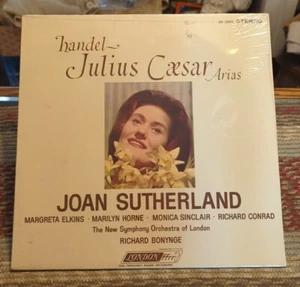 STEREO
handel
Julius Cæsar Arias
JOAN SUTHERLAND
MARGRETA ELKINS · MARILYN HORNE · MONICA SINCLAIR · RICHARD CONRAD
The New Symphony Orchestra of London
RICHARD BONYNGE
LONDON ffrr